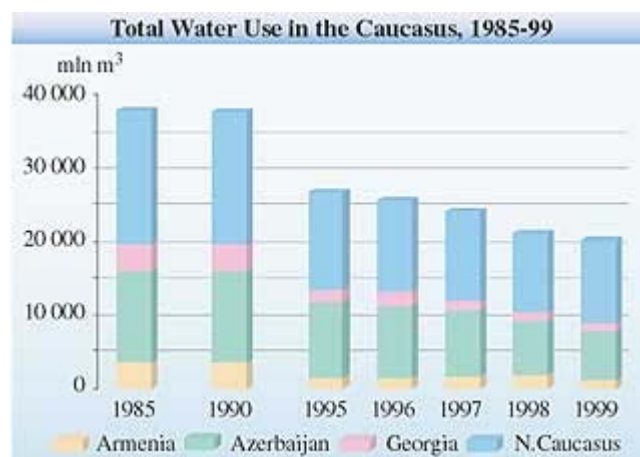 Total Water Use in the Caucasus, 1985-99
mln m³
40 000
30 000
20 000
10 000
0
1985 1990 1995 1996 1997 1998 1999
Armenia Azerbaijan Georgia N.Caucasus